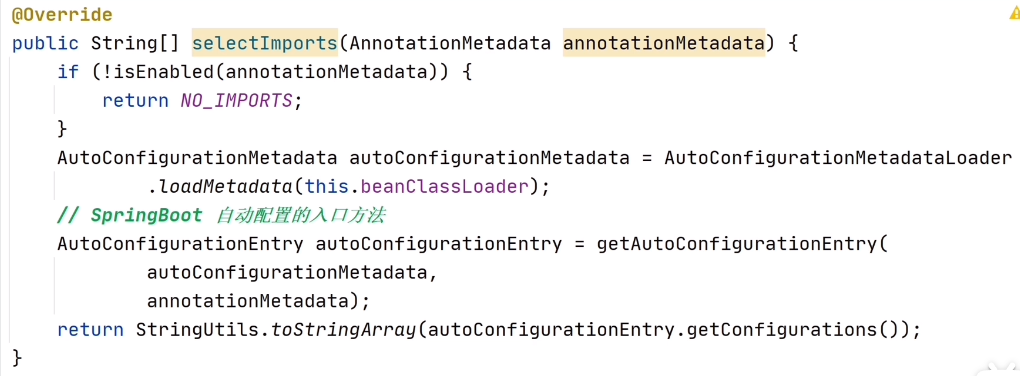 @Override
public String[] selectImports(AnnotationMetadata annotationMetadata) {
    if (!isEnabled(annotationMetadata)) {
        return NO_IMPORTS;
    }
    AutoConfigurationMetadata autoConfigurationMetadata = AutoConfigurationMetadataLoader
            .loadMetadata(this.beanClassLoader);
    // SpringBoot 自动配置的入口方法
    AutoConfigurationEntry autoConfigurationEntry = getAutoConfigurationEntry(
            autoConfigurationMetadata,
            annotationMetadata);
    return StringUtils.toStringArray(autoConfigurationEntry.getConfigurations());
}